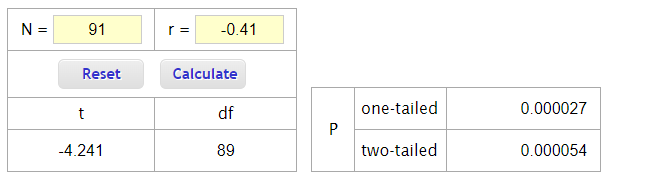 N = 91 r = -0.41
Reset Calculate
t df
-4.241 89
P
one-tailed 0.000027
two-tailed 0.000054